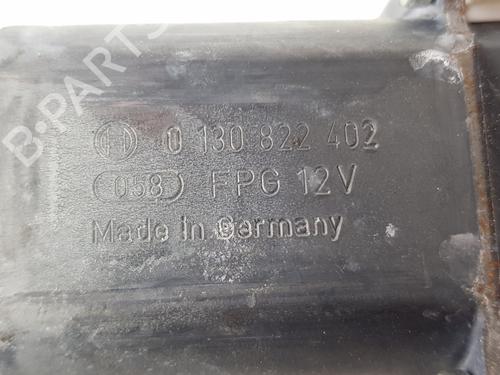 0 130 822 402
058 FPG 12V
Made in Germany
B-PARTS